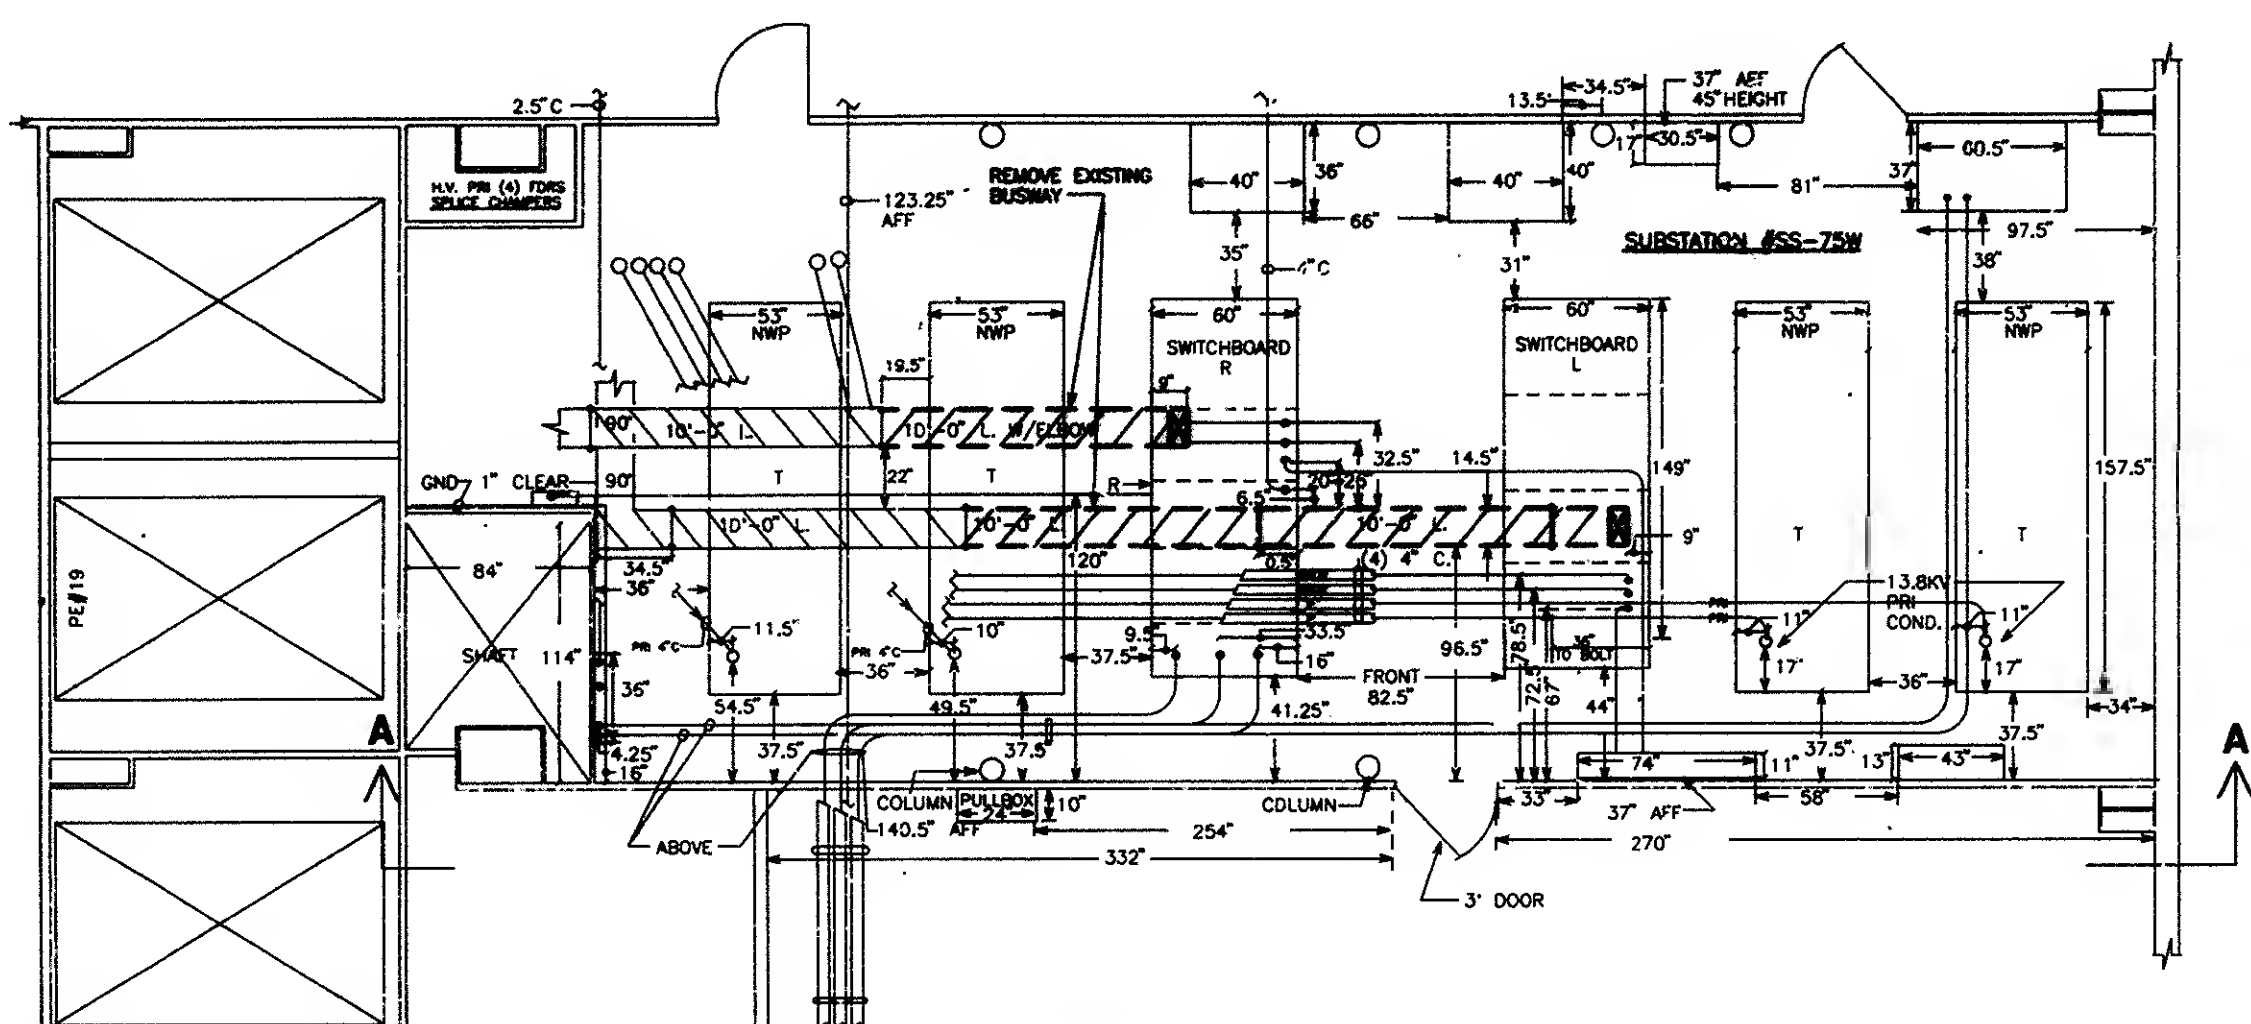 2.5"C
13.5"
34.5"
37" AFF
45" HEIGHT
17"
30.5"
60.5"
37"
36"
40"
40"
40"
81"
66"
H.V. PRI (4) FDRS
SPLICE CHAMPERS
REMOVE EXISTING
BUSWAY
123.25"
AFF
97.5"
SUBSTATION #SS-75W
35"
31"
38"
4"C
53"
NWP
53"
NWP
60"
60"
53"
NWP
53"
NWP
SWITCHBOARD
R
SWITCHBOARD
L
19.5"
9"
90"
10'-0" L.
10'-0" L. W/ELBOW
32.5"
14.5"
149"
157.5"
GND 1"
CLEAR
90"
T
22"
T
R
20"
26"
6.5"
10'-0" L.
10'-0" L.
10'-0" L.
9"
T
T
84"
34.5"
36"
120"
0.5"
(4) 4" C.
PE#19
13.8KV
PRI
COND.
PRI
PRI
11"
11"
11.5"
10"
9.5"
33.5"
PRI 4"C
PRI 4"C
SHAFT
114"
36"
37.5"
16"
96.5"
78.5"
36"
TO BOLT
17"
17"
36"
FRONT
82.5"
72.5"
67"
36"
54.5"
49.5"
41.25"
44"
34"
A
4.25"
16"
37.5"
37.5"
37.5"
37.5"
A
74"
11"
13"
43"
COLUMN
PULLBOX
24"
10"
COLUMN
33"
37" AFF
58"
140.5"
AFF
254"
ABOVE
332"
270"
3' DOOR